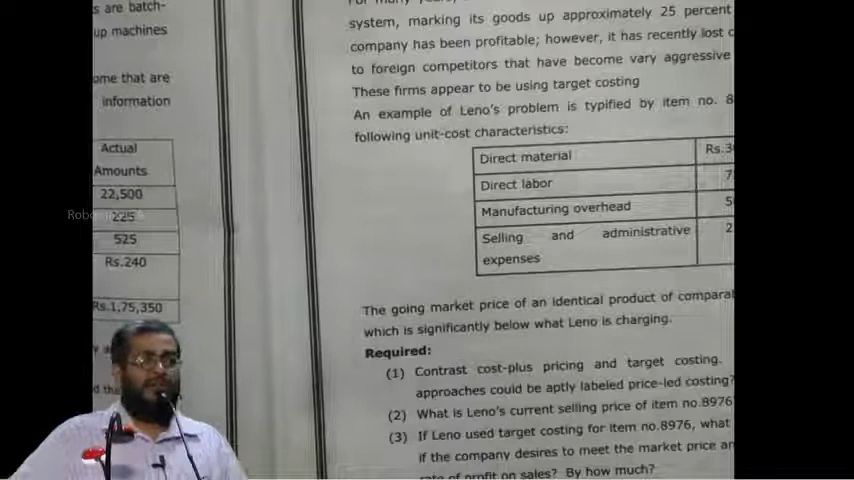 s are batch-
up machines
ome that are
information
Actual
Amounts
22,500
225
525
Rs.240
Rs.1,75,350
system, marking its goods up approximately 25 percent
company has been profitable; however, it has recently lost
to foreign competitors that have become vary aggressive
These firms appear to be using target costing
An example of Leno's problem is typified by item no. 8
following unit-cost characteristics:
Direct material Rs.3
Direct labor 7
Manufacturing overhead 5
Selling and administrative 2
expenses
The going market price of an identical product of
which is significantly below what Leno is charging.
Required:
(1) Contrast cost-plus pricing and target costing.
approaches could be aptly labeled price-led costing?
(2) What is Leno's current selling price of item no.8976
(3) If Leno used target costing for item no.8976, what
if the company desires to meet the market price
rate of profit on sales? By how much?